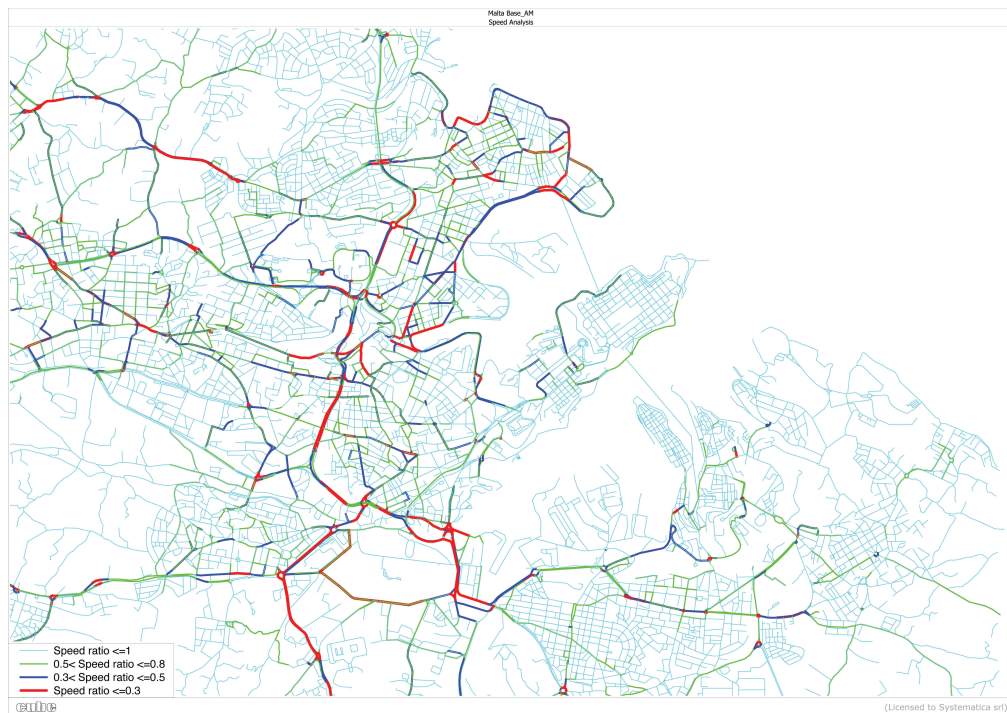 Malta Base_AM
Speed Analysis
Speed ratio <=1
0.5< Speed ratio <=0.8
0.3< Speed ratio <=0.5
Speed ratio <=0.3
cube
(Licensed to Systematica srl)